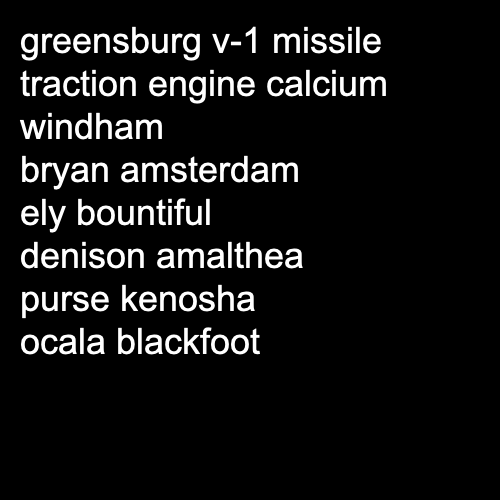 greensburg v-1 missile
traction engine calcium
windham
bryan amsterdam
ely bountiful
denison amalthea
purse kenosha
ocala blackfoot